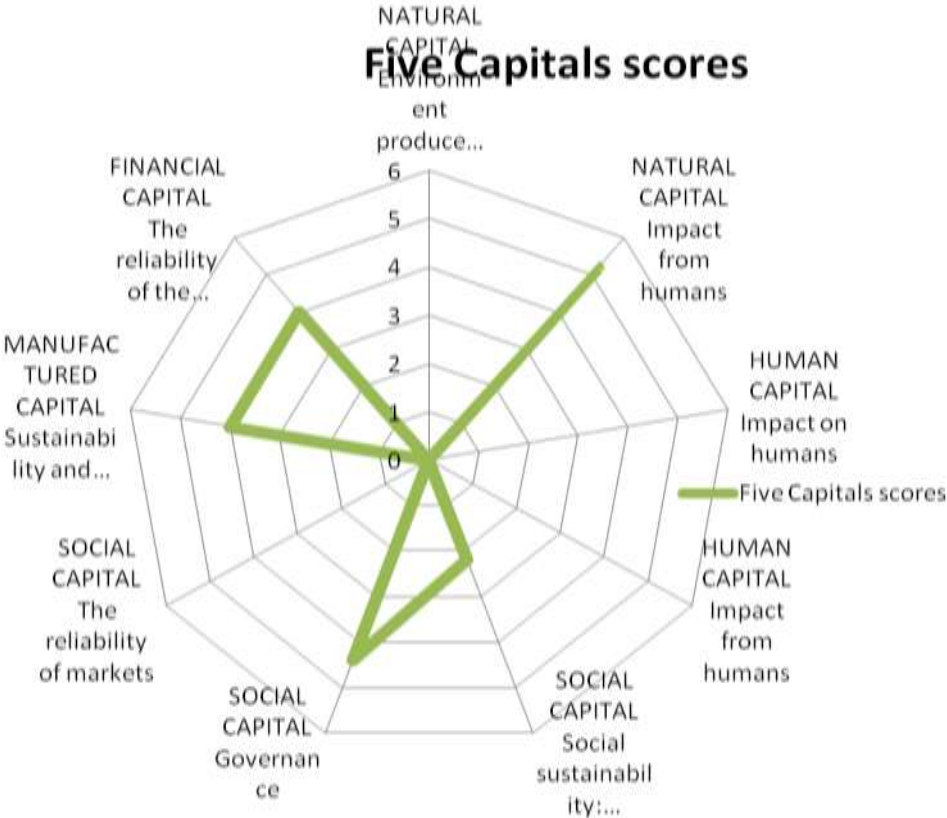 NATURAL
CAPITAL
Five Capitals scores
Environm
ent
produce...
NATURAL
CAPITAL
Impact
from
humans
HUMAN
CAPITAL
Impact on
humans
Five Capitals scores
HUMAN
CAPITAL
Impact
from
humans
SOCIAL
CAPITAL
Social
sustainabil
ity:...
SOCIAL
CAPITAL
Governan
ce
SOCIAL
CAPITAL
The
reliability
of markets
MANUFAC
TURED
CAPITAL
Sustainabi
lity and...
FINANCIAL
CAPITAL
The
reliability
of the...
6
5
4
3
2
1
0